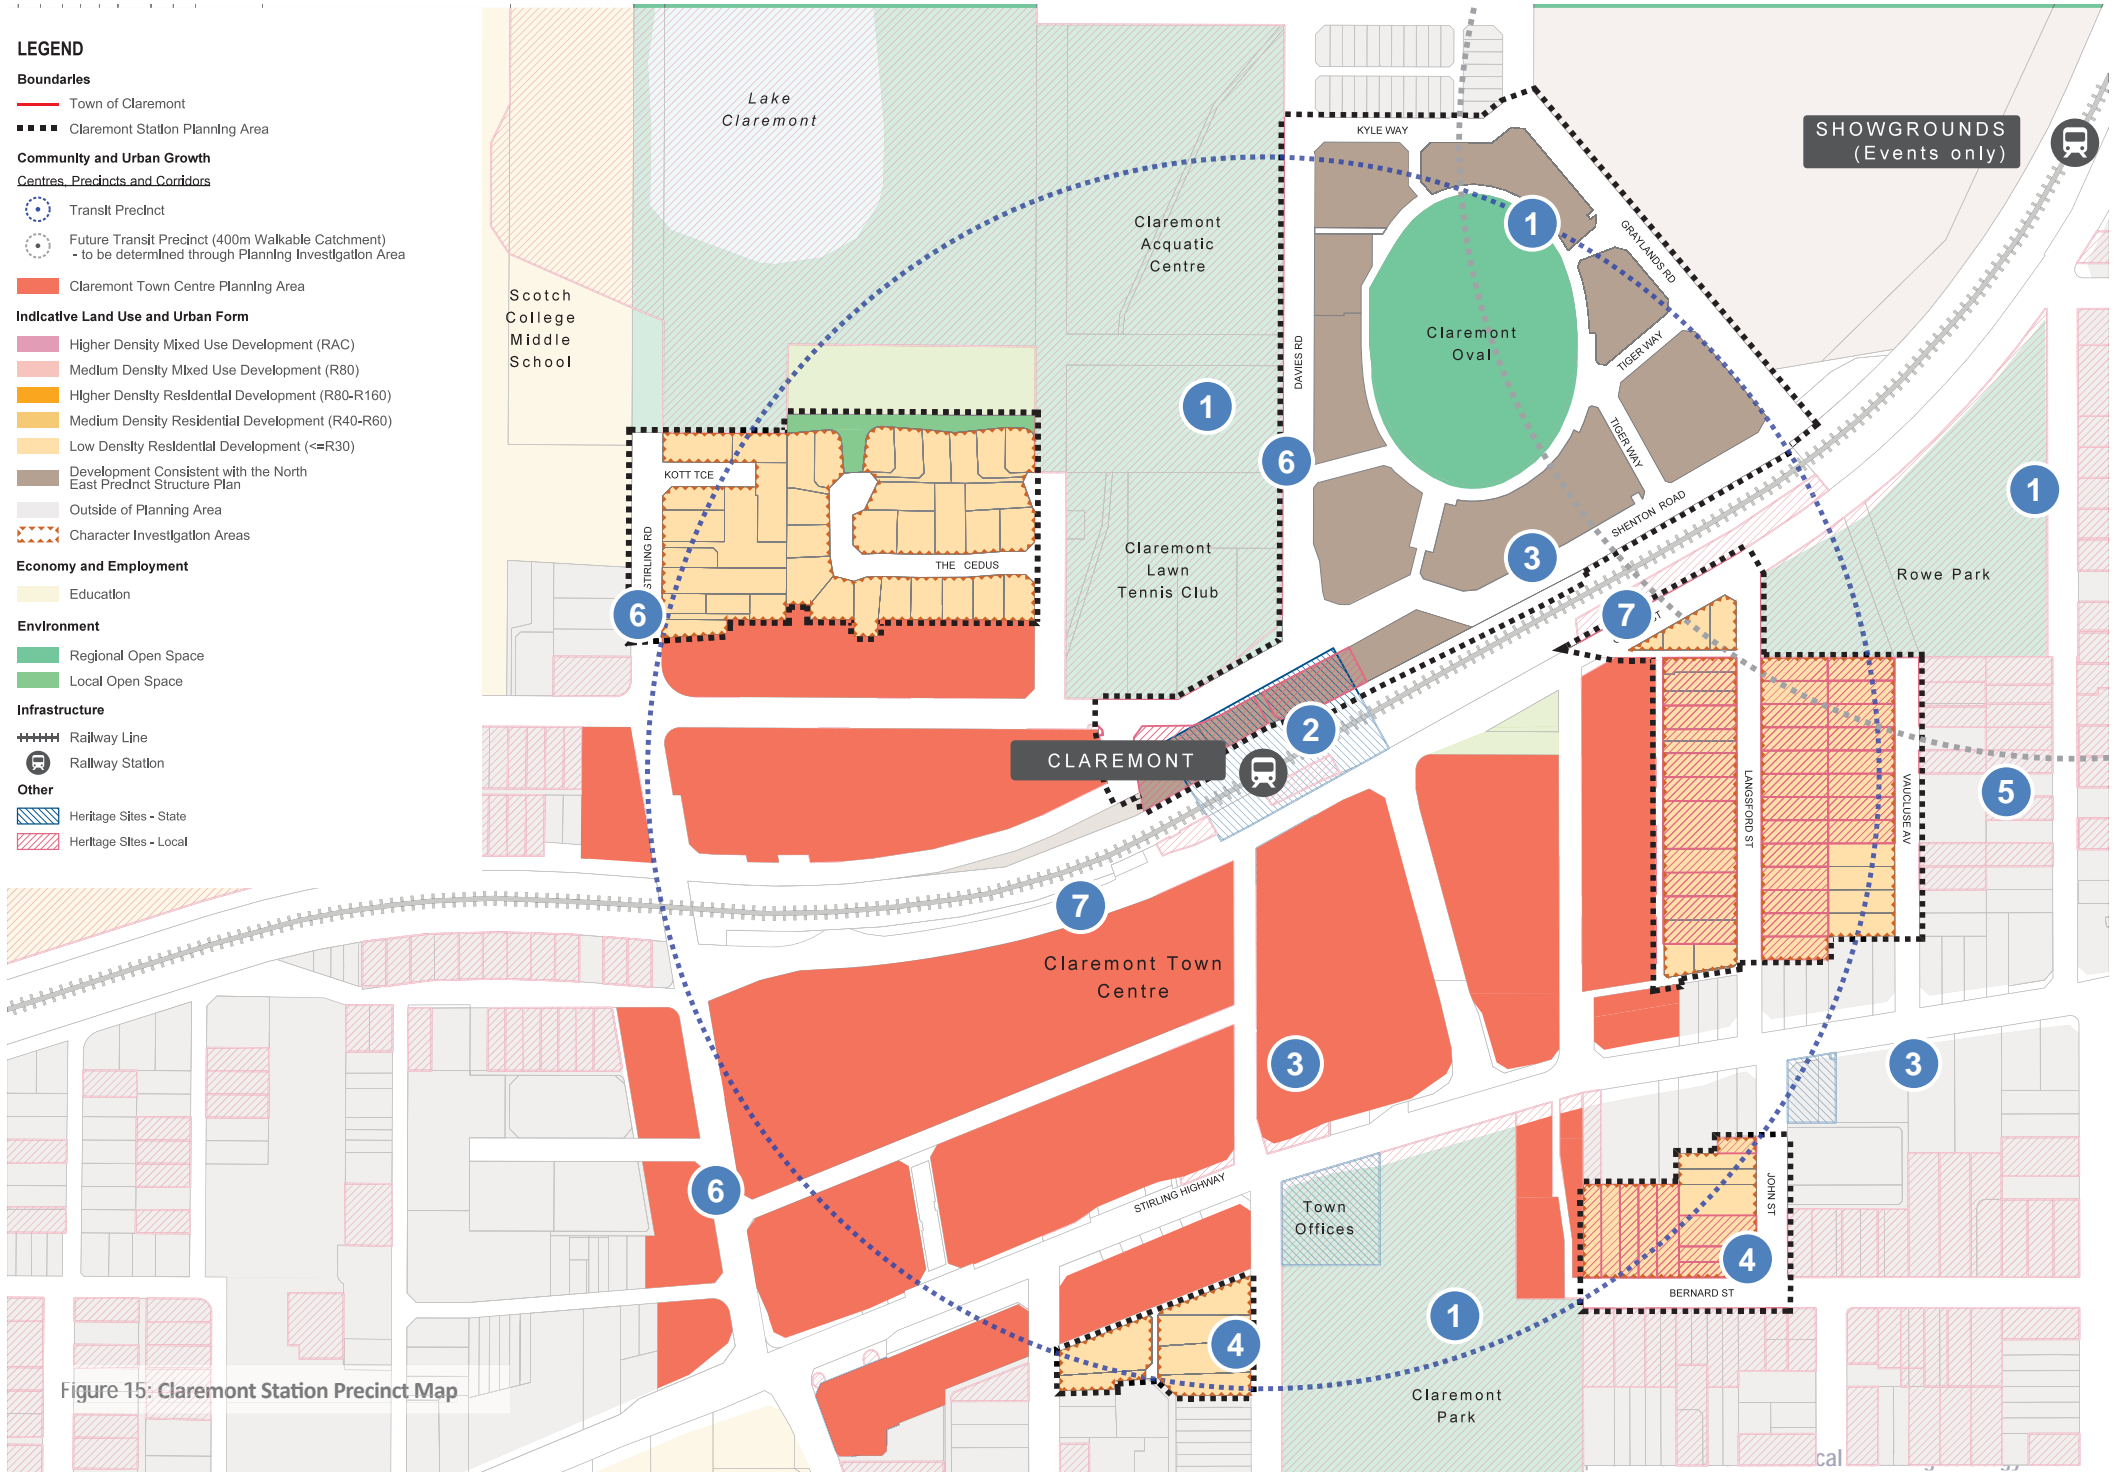 LEGEND
Boundaries
Town of Claremont
Claremont Station Planning Area
Community and Urban Growth
Centres, Precincts and Corridors
Transit Precinct
Future Transit Precinct (400m Walkable Catchment)
- to be determined through Planning Investigation Area
Claremont Town Centre Planning Area
Indicative Land Use and Urban Form
Higher Density Mixed Use Development (RAC)
Medium Density Mixed Use Development (R80)
Higher Density Residential Development (R80-R160)
Medium Density Residential Development (R40-R60)
Low Density Residential Development (<=R30)
Development Consistent with the North
East Precinct Structure Plan
Outside of Planning Area
Character Investigation Areas
Economy and Employment
Education
Environment
Regional Open Space
Local Open Space
Infrastructure
Railway Line
Railway Station
Other
Heritage Sites - State
Heritage Sites - Local
Lake
Claremont
Scotch
College
Middle
School
Claremont
Acquatic
Centre
KYLE WAY
SHOWGROUNDS
(Events only)
1
GRAYLANDS RD
Claremont
Oval
DAVIES RD
TIGER WAY
TIGER WAY
1
6
1
KOTT TCE
STIRLING RD
THE CEDUS
6
Claremont
Lawn
Tennis Club
SHENTON ROAD
3
Rowe Park
7
ST
2
CLAREMONT
LANGSFORD ST
VAUCLUSE AV
5
7
Claremont Town
Centre
3
3
6
STIRLING HIGHWAY
Town
Offices
JOHN ST
4
BERNARD ST
1
4
Claremont
Park
Figure 15: Claremont Station Precinct Map
cal